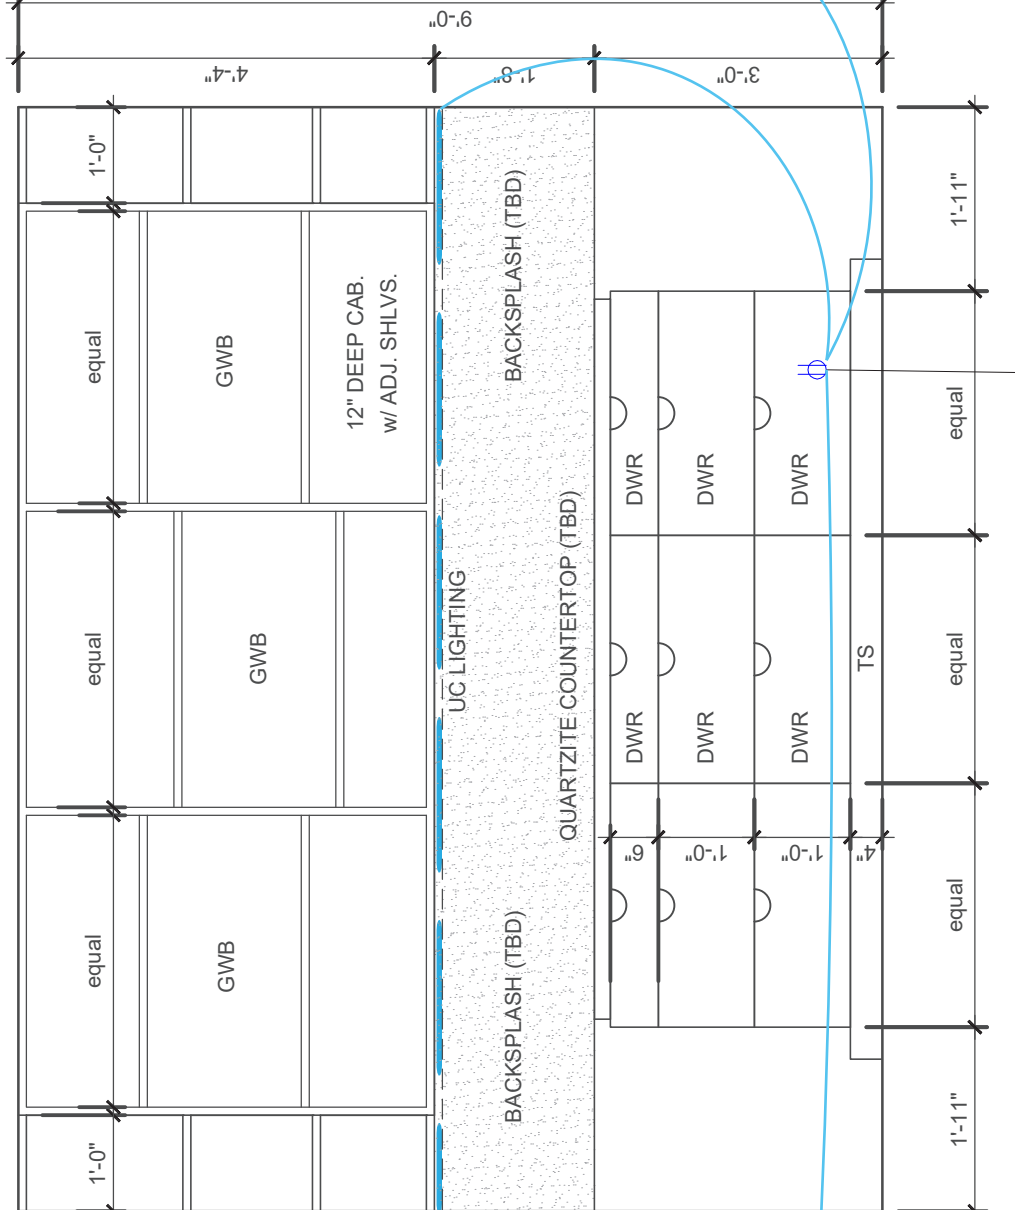 1'-0"
equal
equal
equal
1'-0"
GWB
GWB
GWB
4'-4"
12" DEEP CAB.
w/ ADJ. SHLVS.
9'-0"
UC LIGHTING
BACKSPLASH (TBD)
BACKSPLASH (TBD)
1'-8"
QUARTZITE COUNTERTOP (TBD)
6"
DWR
DWR
1'-0"
DWR
DWR
3'-0"
1'-0"
DWR
DWR
4"
TS
1'-11"
equal
equal
equal
1'-11"